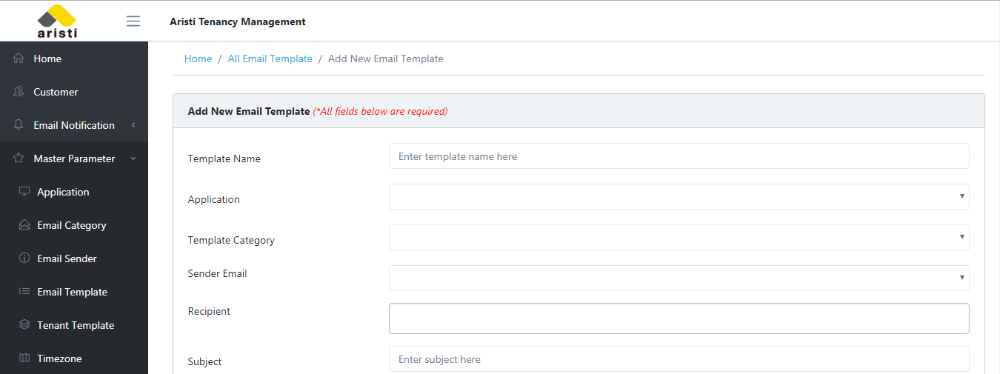 aristi
Aristi Tenancy Management
Home
Customer
Email Notification
Master Parameter
Application
Email Category
Email Sender
Email Template
Tenant Template
Timezone
Home / All Email Template / Add New Email Template
Add New Email Template (*All fields below are required)
Template Name Enter template name here
Application
Template Category
Sender Email
Recipient
Subject Enter subject here